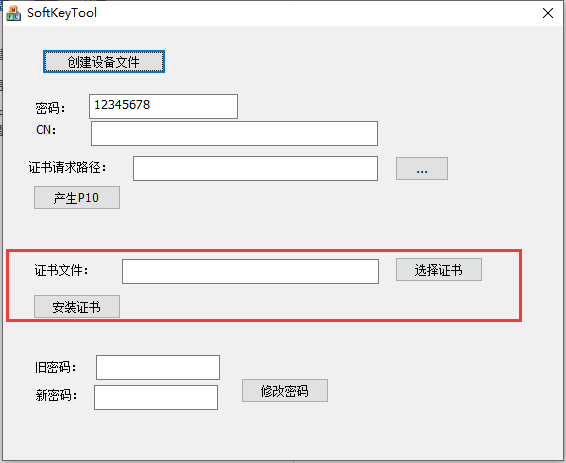 SoftKeyTool
创建设备文件
密码： 12345678
CN：
证书请求路径： ...
产生P10
证书文件： 选择证书
安装证书
旧密码：
新密码： 修改密码